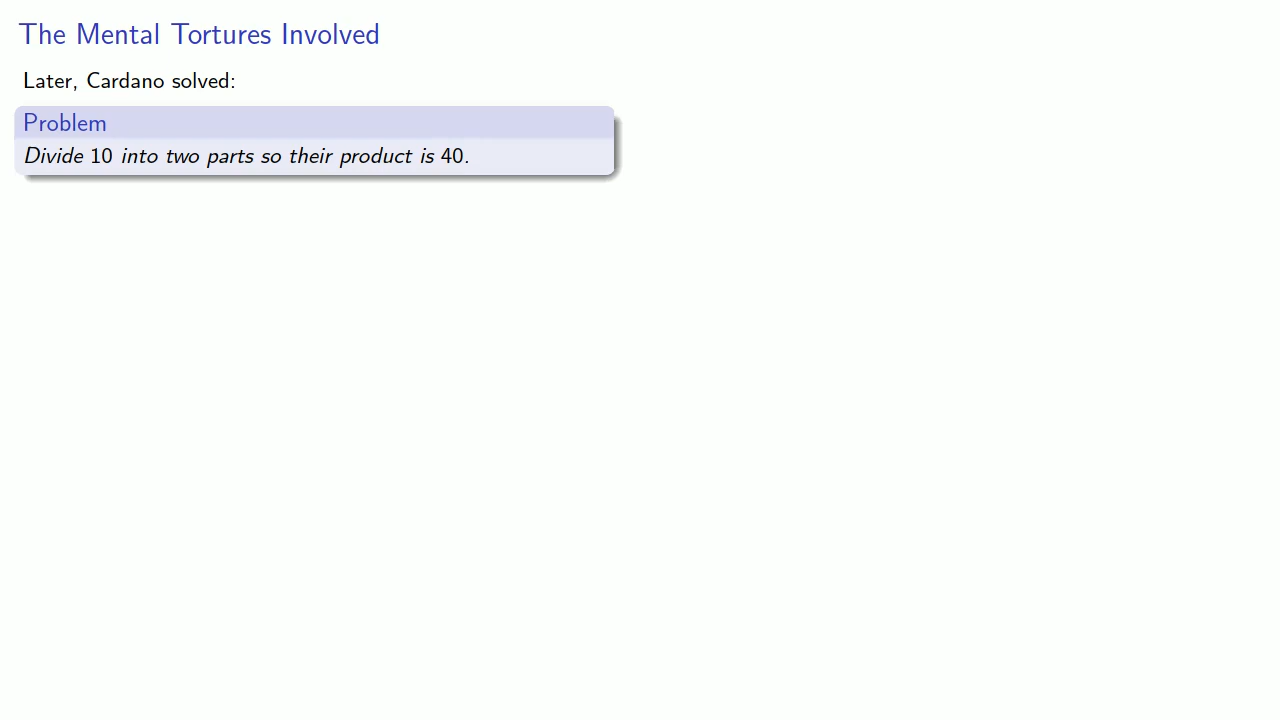 The Mental Tortures Involved
Later, Cardano solved:
Problem
Divide 10 into two parts so their product is 40.